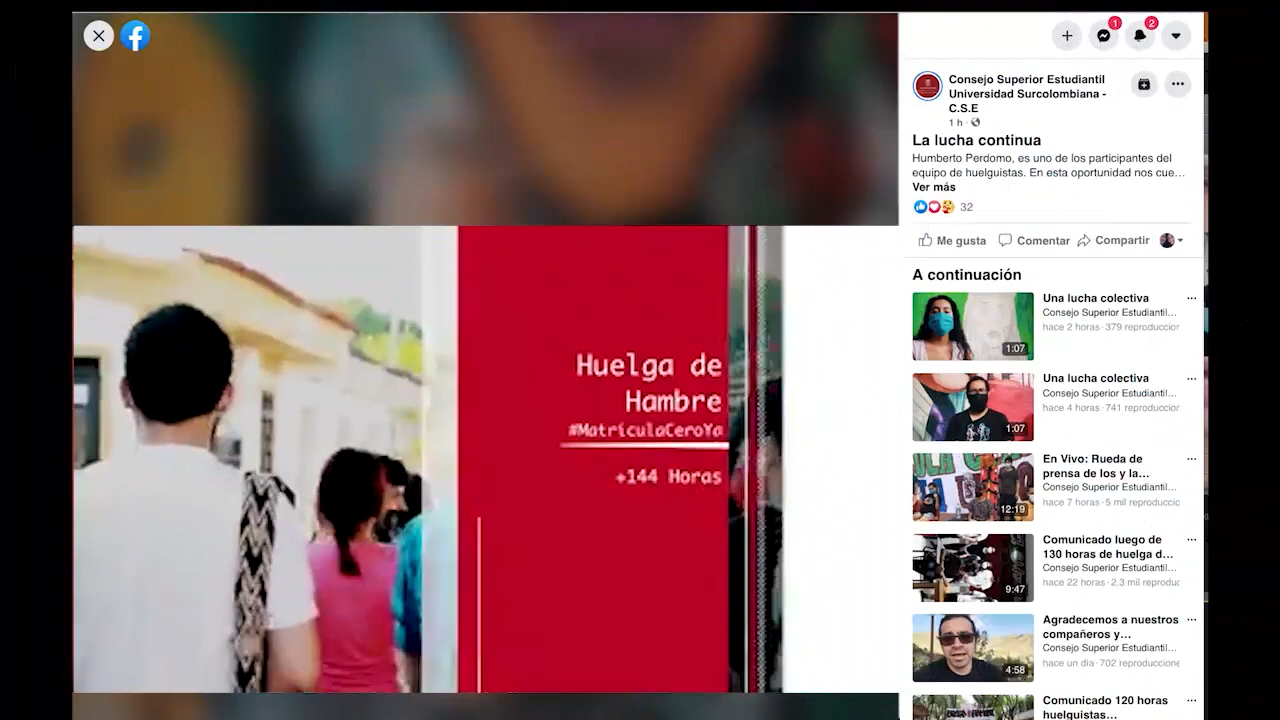 Huelga de
Hambre
#MatriculaCeroYa
+144 Horas
1
2
Consejo Superior Estudiantil
Universidad Surcolombiana -
C.S.E
1 h ·
La lucha continua
Humberto Perdomo, es uno de los participantes del
equipo de huelguistas. En esta oportunidad nos cue...
Ver más
32
Me gusta
Comentar
Compartir
A continuación
Una lucha colectiva
Consejo Superior Estudiantil...
hace 2 horas · 379 reproduccior
1:07
Una lucha colectiva
Consejo Superior Estudiantil...
hace 4 horas · 741 reproduccior
1:07
En Vivo: Rueda de
prensa de los y la...
Consejo Superior Estudiantil...
hace 7 horas · 5 mil reproduccic
12:19
Comunicado luego de
130 horas de huelga d...
Consejo Superior Estudiantil...
hace 22 horas · 2.3 mil reproduc
9:47
Agradecemos a nuestros
compañeros y...
Consejo Superior Estudiantil...
hace un día · 702 reproduccione
4:58
Comunicado 120 horas
huelguistas...